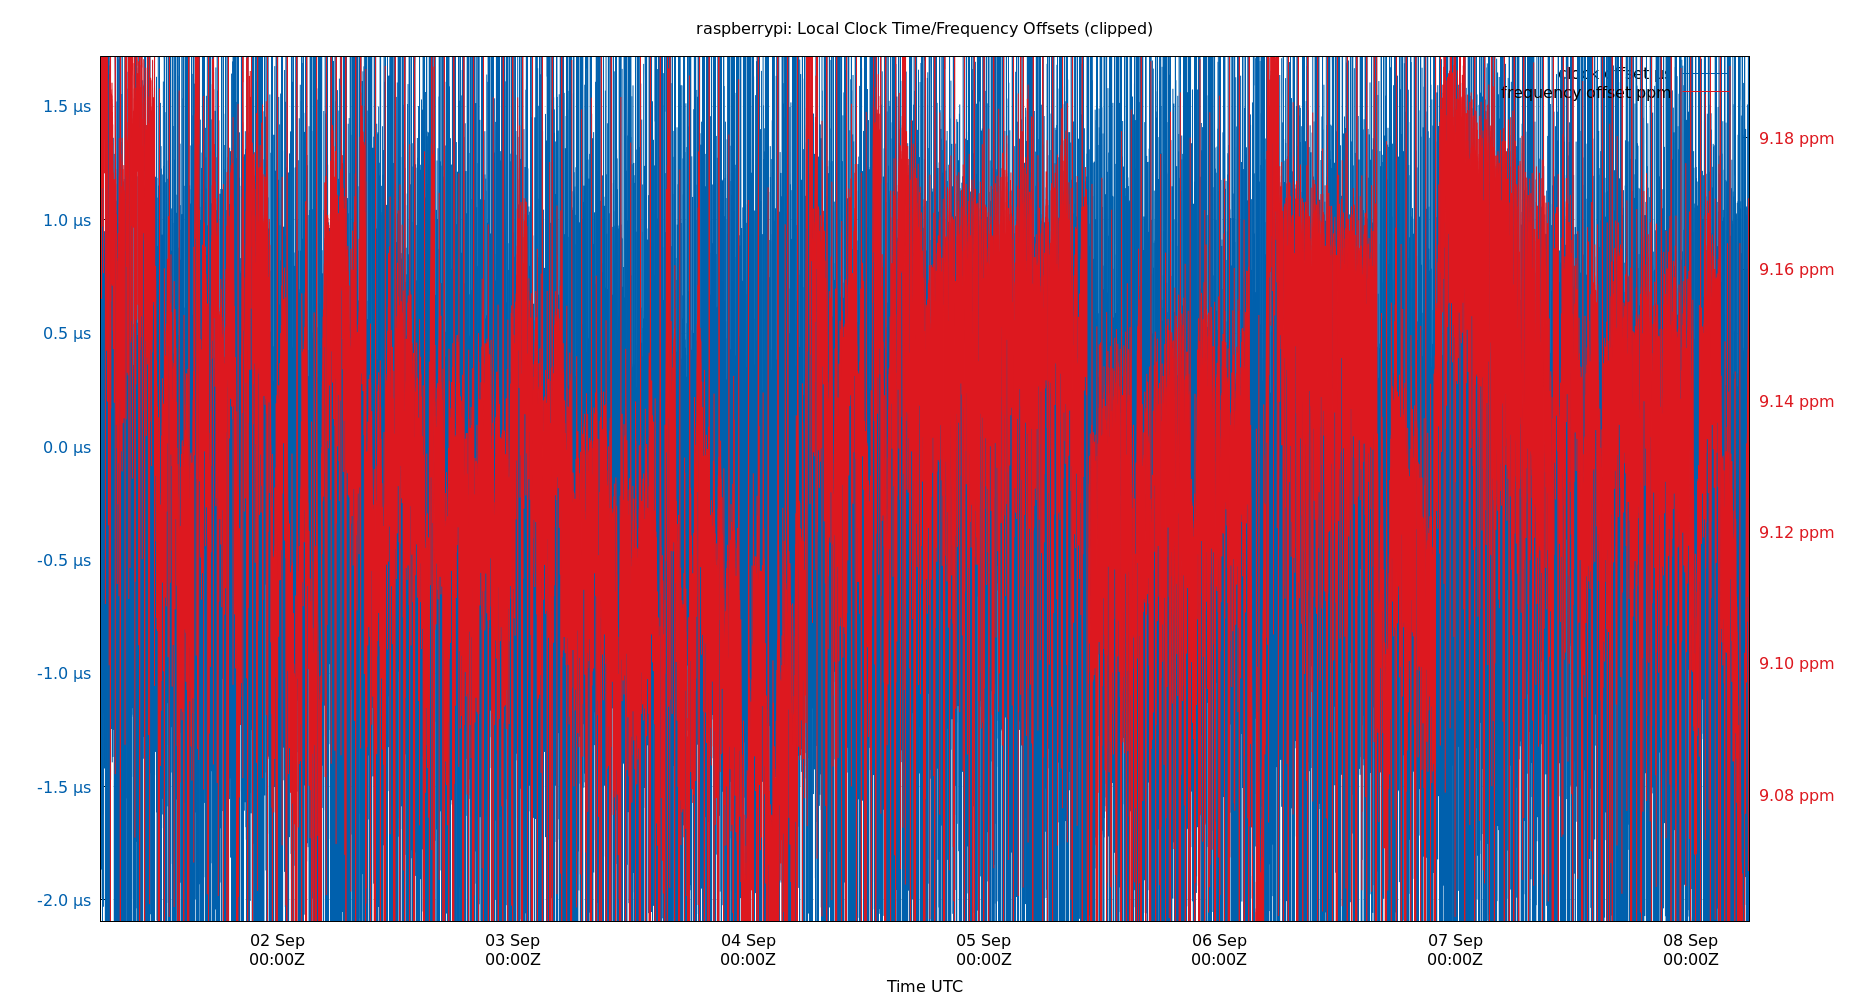 raspberrypi: Local Clock Time/Frequency Offsets (clipped)
clock offset µs
frequency offset ppm
1.5 µs
1.0 µs
0.5 µs
0.0 µs
-0.5 µs
-1.0 µs
-1.5 µs
-2.0 µs
9.18 ppm
9.16 ppm
9.14 ppm
9.12 ppm
9.10 ppm
9.08 ppm
02 Sep 03 Sep 04 Sep 05 Sep 06 Sep 07 Sep 08 Sep
00:00Z 00:00Z 00:00Z 00:00Z 00:00Z 00:00Z 00:00Z
Time UTC